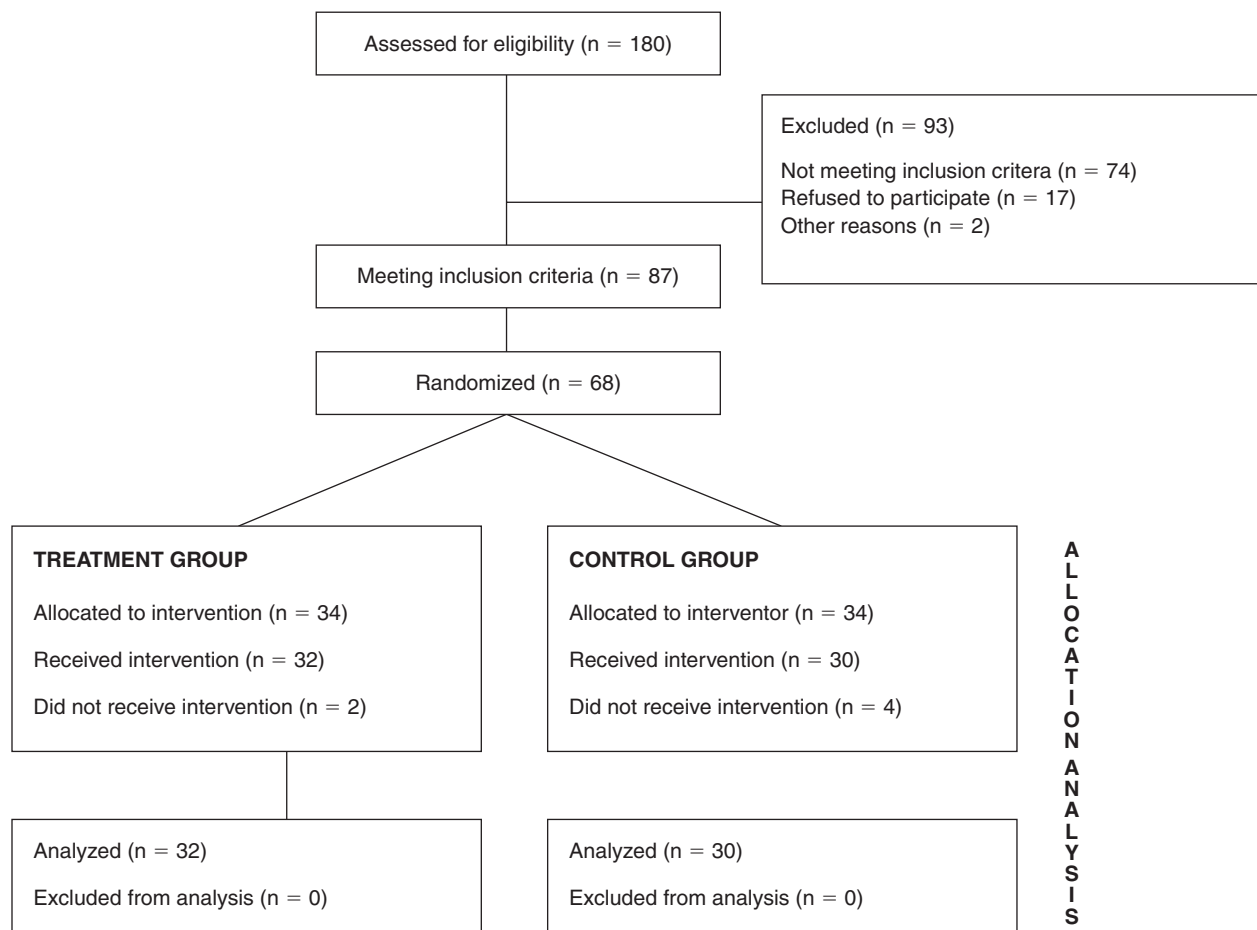 Assessed for eligibility (n = 180)
Excluded (n = 93)
Not meeting inclusion critera (n = 74)
Refused to participate (n = 17)
Other reasons (n = 2)
Meeting inclusion criteria (n = 87)
Randomized (n = 68)
TREATMENT GROUP
Allocated to intervention (n = 34)
Received intervention (n = 32)
Did not receive intervention (n = 2)
CONTROL GROUP
Allocated to interventor (n = 34)
Received intervention (n = 30)
Did not receive intervention (n = 4)
ALLOCATION ANALYSIS
Analyzed (n = 32)
Excluded from analysis (n = 0)
Analyzed (n = 30)
Excluded from analysis (n = 0)